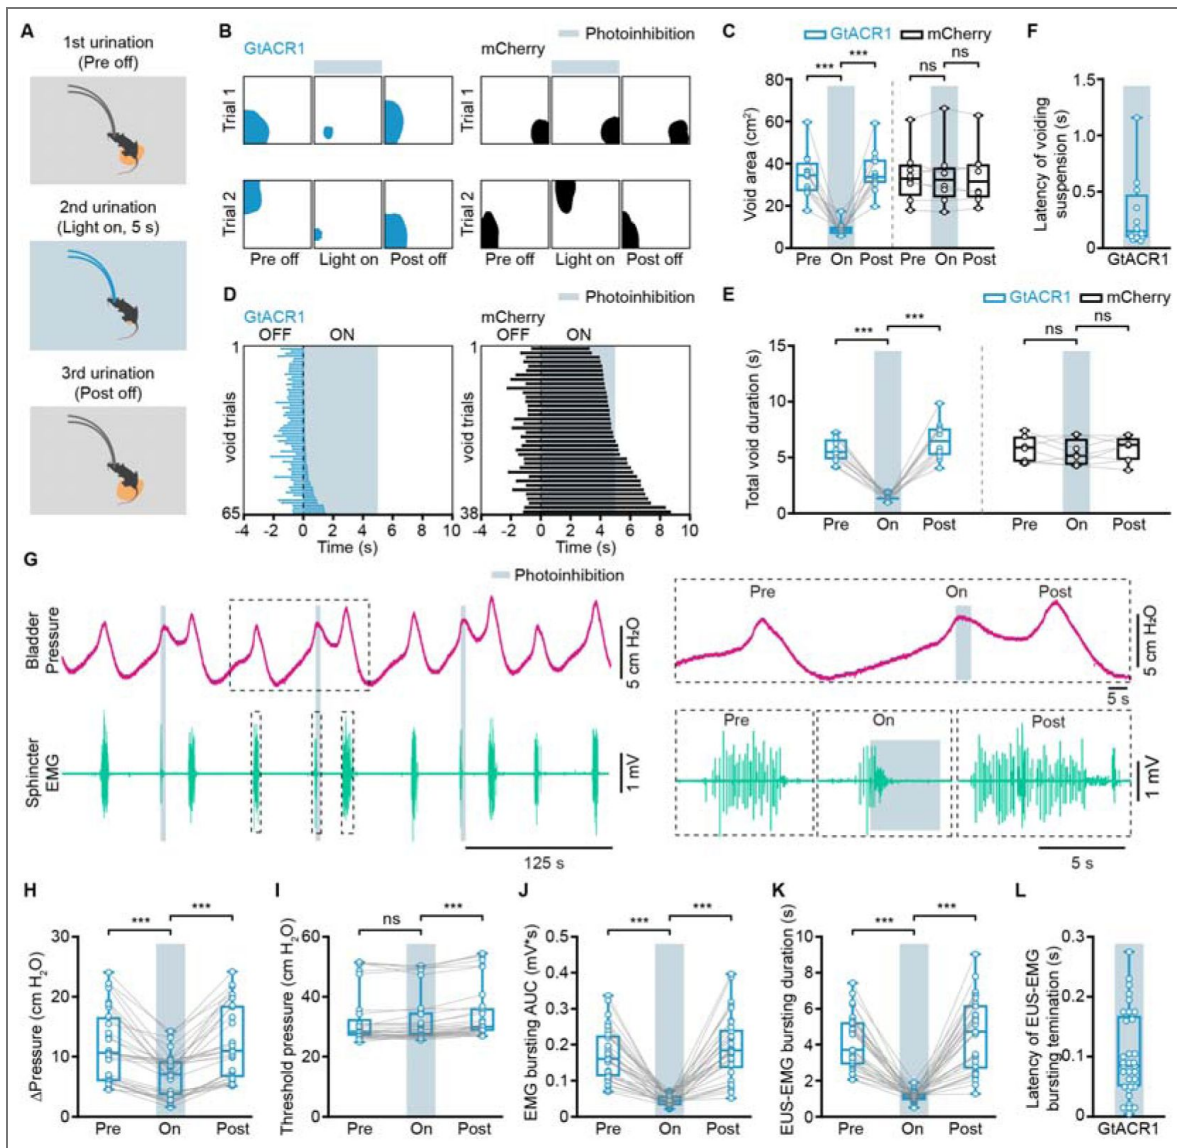 A
1st urination
(Pre off)
2nd urination
(Light on, 5 s)
3rd urination
(Post off)
B
GtACR1
mCherry
Photoinhibition
Trial 1
Trial 2
Pre off
Light on
Post off
Pre off
Light on
Post off
C
GtACR1
mCherry
***
***
ns
ns
Void area (cm²)
80
60
40
20
0
Pre
On
Post
Pre
On
Post
F
Latency of voiding
suspension (s)
1.5
1.0
0.5
0
GtACR1
D
Photoinhibition
GtACR1
OFF
ON
void trials
1
65
-4 -2 0 2 4 6 8 10
Time (s)
mCherry
OFF
ON
void trials
1
38
-4 -2 0 2 4 6 8 10
Time (s)
E
GtACR1
mCherry
***
***
ns
ns
Total void duration (s)
15
10
5
0
Pre
On
Post
Pre
On
Post
G
Photoinhibition
Bladder
Pressure
5 cm H₂O
Sphincter
EMG
1 mV
125 s
Pre
On
Post
5 cm H₂O
5 s
Pre
On
Post
1 mV
5 s
H
***
***
ΔPressure (cm H₂O)
30
20
10
0
Pre
On
Post
I
ns
***
Threshold pressure (cm H₂O)
60
40
20
0
Pre
On
Post
J
***
***
EMG bursting AUC (mV*s)
0.5
0.4
0.3
0.2
0.1
0
Pre
On
Post
K
***
***
EUS-EMG bursting duration (s)
10
8
6
4
2
0
Pre
On
Post
L
Latency of EUS-EMG
bursting temination (s)
0.3
0.2
0.1
0
GtACR1